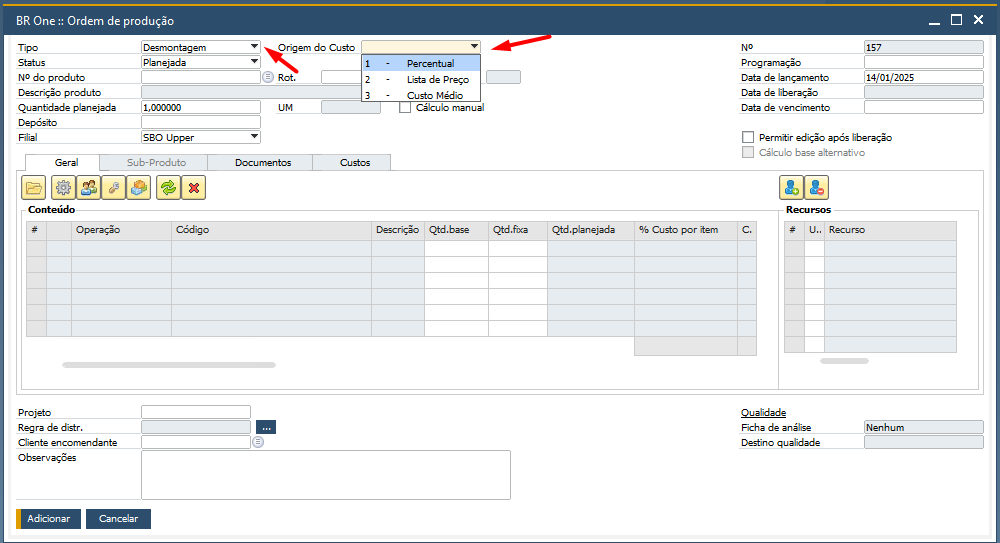 BR One :: Ordem de produção
Tipo Desmontagem Origem do Custo Nº 157
Status Planejada 1 - Percentual Programação
Nº do produto Rot. 2 - Lista de Preço Data de lançamento 14/01/2025
Descrição produto 3 - Custo Médio Data de liberação
Quantidade planejada 1,000000 UM Cálculo manual Data de vencimento
Depósito
Filial SBO Upper Permitir edição após liberação
Cálculo base alternativo
Geral Sub-Produto Documentos Custos
Conteúdo Recursos
# Operação Código Descrição Qtd.base Qtd.fixa Qtd.planejada % Custo por item C. # U.. Recurso
Projeto Qualidade
Regra de distr. ... Ficha de análise Nenhum
Cliente encomendante Destino qualidade
Observações
Adicionar Cancelar